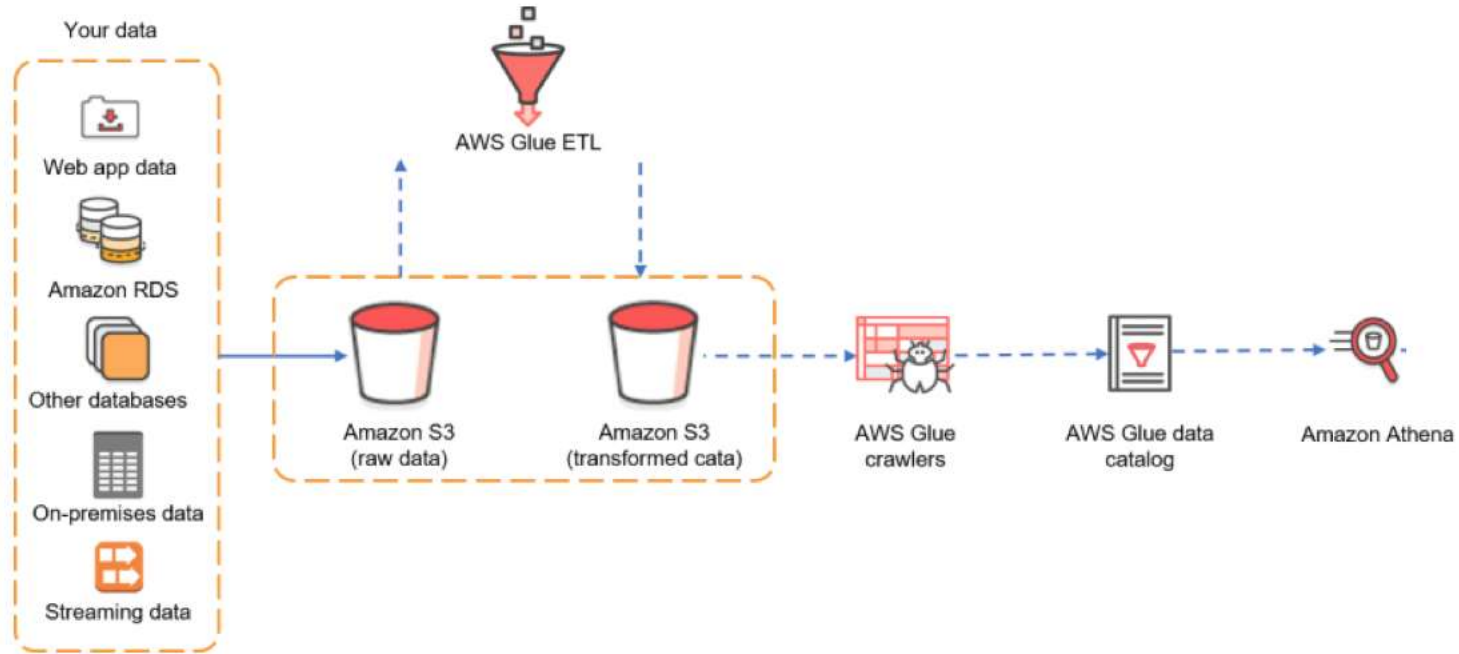 Your data
Web app data
Amazon RDS
Other databases
On-premises data
Streaming data
AWS Glue ETL
Amazon S3
(raw data)
Amazon S3
(transformed cata)
AWS Glue
crawlers
AWS Glue data
catalog
Amazon Athena